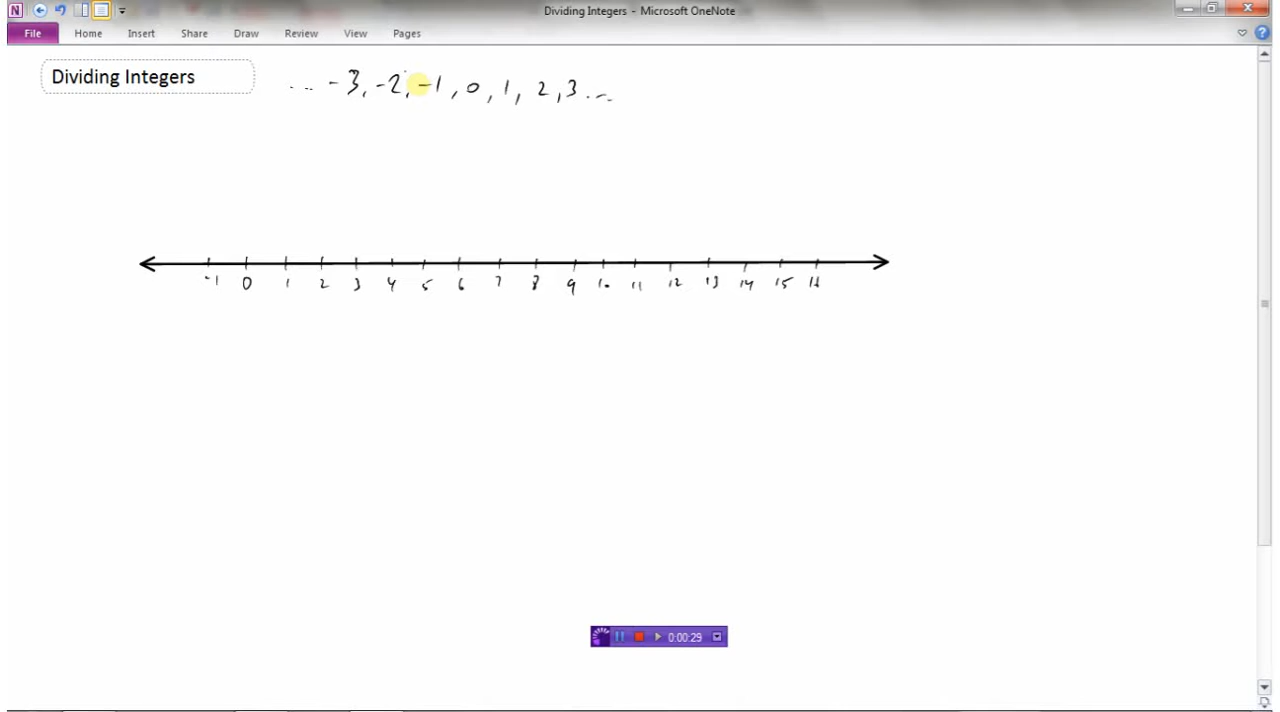 Dividing Integers - Microsoft OneNote
File Home Insert Share Draw Review View Pages
Dividing Integers
... -3, -2, -1, 0, 1, 2, 3 ...
-1 0 1 2 3 4 5 6 7 8 9 10 11 12 13 14 15 16
0:00:29